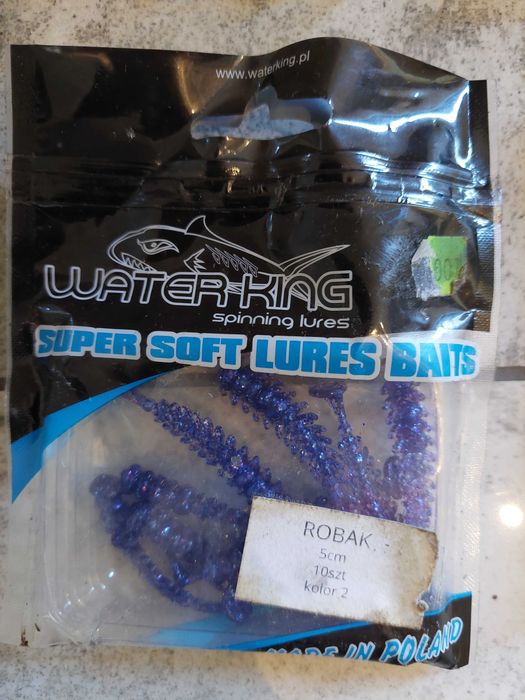 www.waterking.pl
WATER KING
spinning lures
SUPER SOFT LURES BAITS
ROBAK -
5cm
10szt
kolor 2
MADE IN POLAND